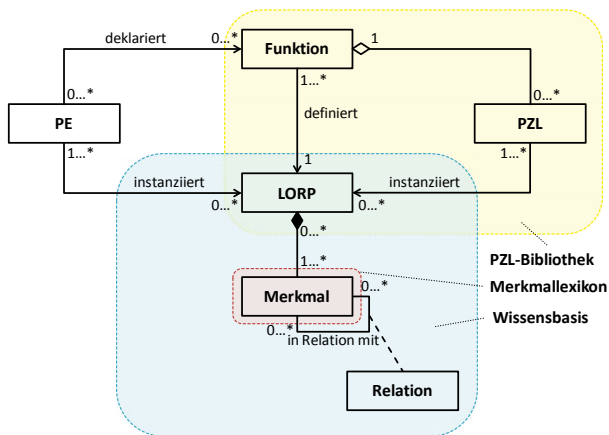 deklariert
0...*
Funktion
1
1...*
0...*
0...*
PE
definiert
PZL
1...*
1...*
1
instanziiert
LORP
instanziiert
0...*
0...*
0...*
PZL-Bibliothek
1...*
Merkmal
0...*
Merkmallexikon
0...*
in Relation mit
Wissensbasis
Relation